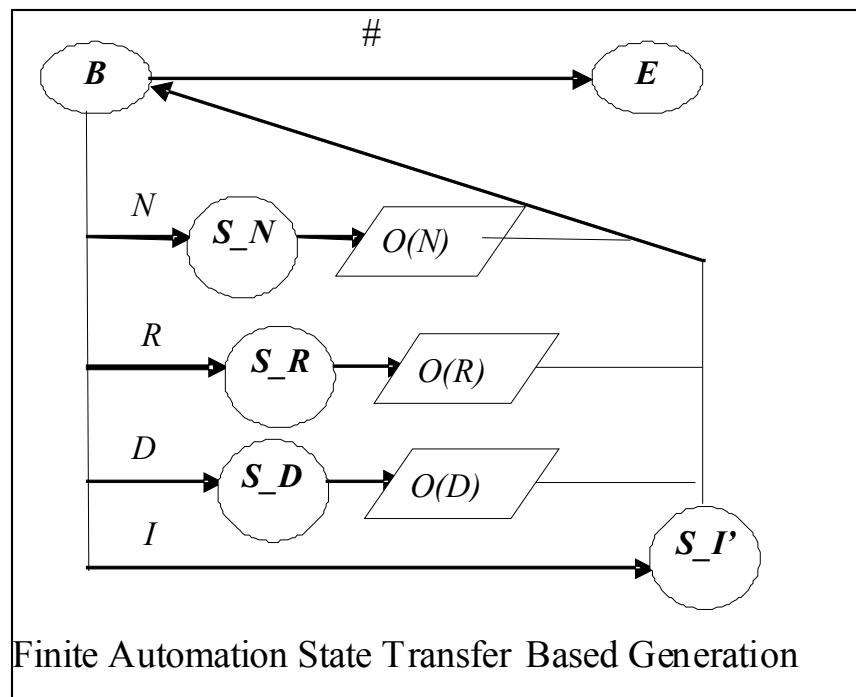 #
B
E
N
S_N
O(N)
R
S_R
O(R)
D
S_D
O(D)
I
S_I’
Finite Automation State Transfer Based Generation